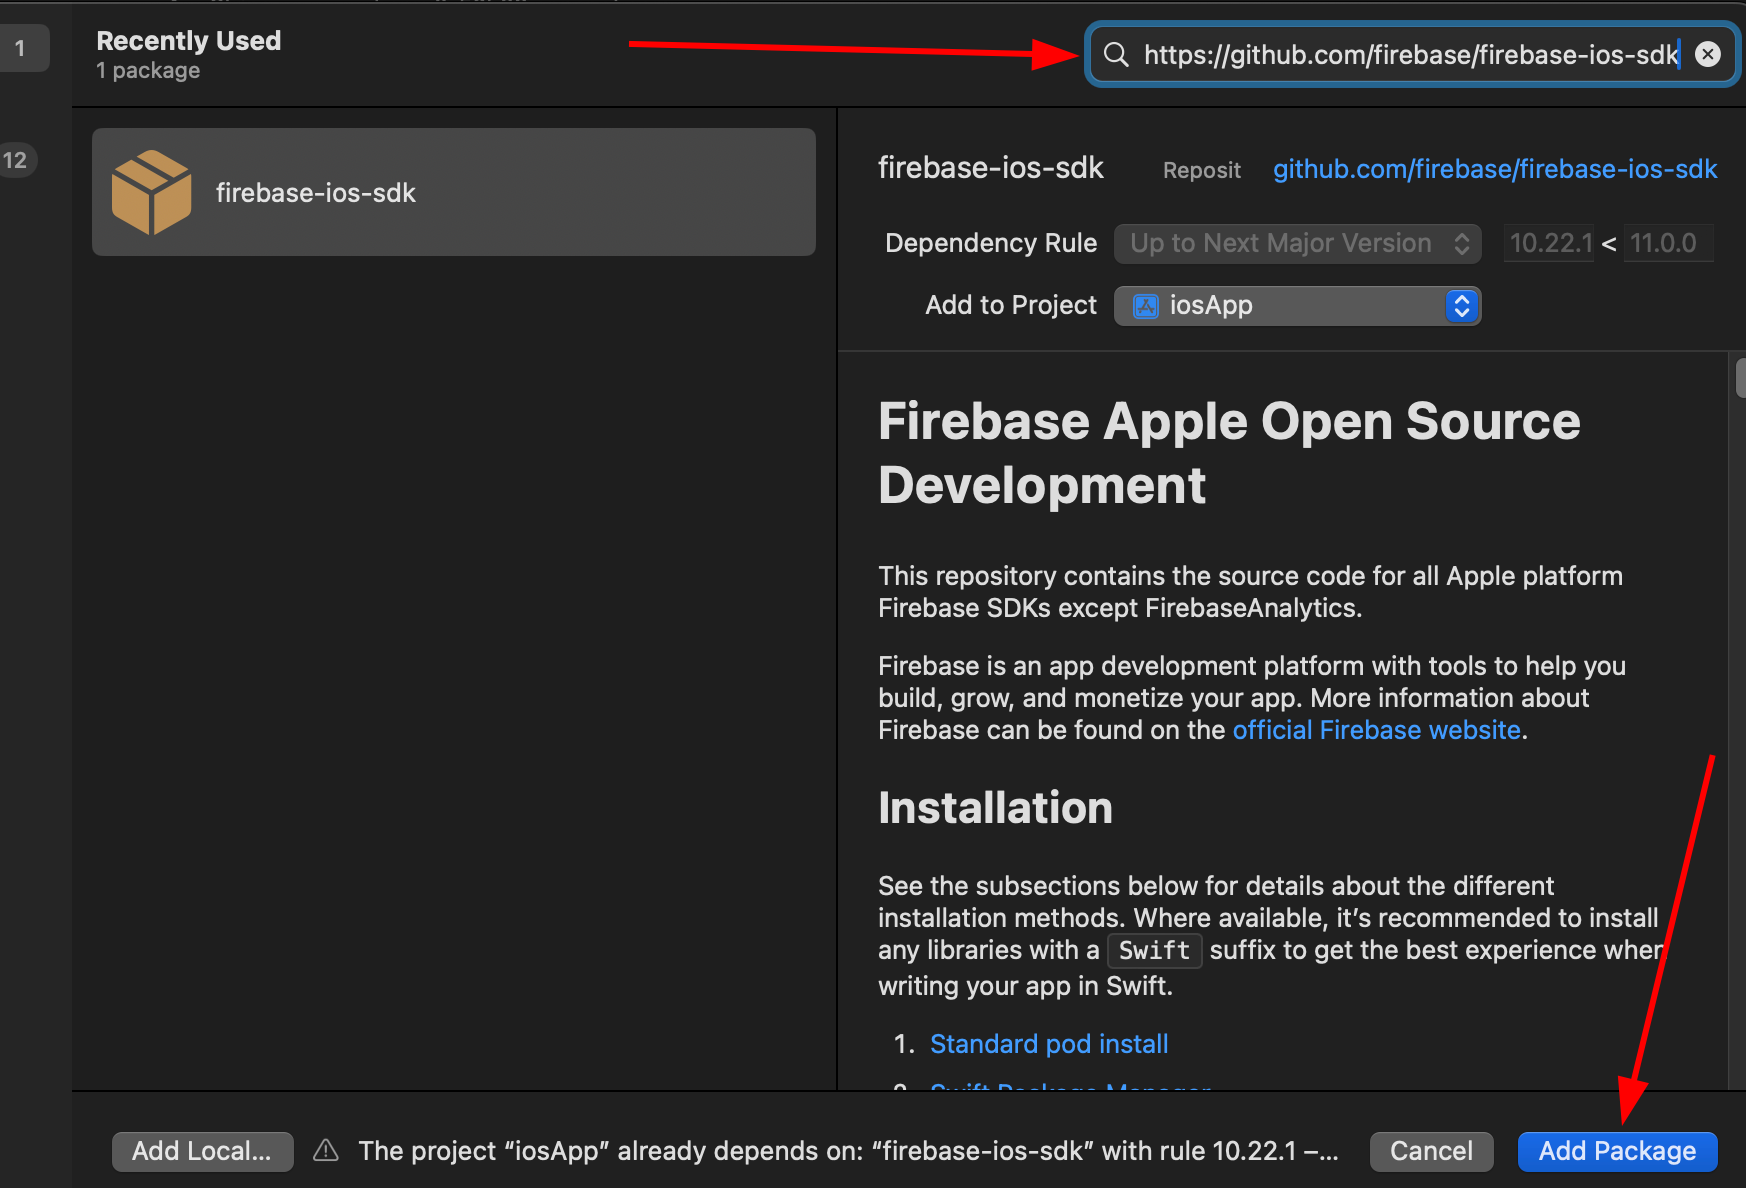 1
Recently Used
1 package
https://github.com/firebase/firebase-ios-sdk
12
firebase-ios-sdk
firebase-ios-sdk
Reposit
github.com/firebase/firebase-ios-sdk
Dependency Rule
Up to Next Major Version
10.22.1 < 11.0.0
Add to Project
iosApp
Firebase Apple Open Source
Development
This repository contains the source code for all Apple platform
Firebase SDKs except FirebaseAnalytics.
Firebase is an app development platform with tools to help you
build, grow, and monetize your app. More information about
Firebase can be found on the official Firebase website.
Installation
See the subsections below for details about the different
installation methods. Where available, it’s recommended to install
any libraries with a Swift suffix to get the best experience when
writing your app in Swift.
1. Standard pod install
2. Swift Package Manager
Add Local...
The project “iosApp” already depends on: “firebase-ios-sdk” with rule 10.22.1 –...
Cancel
Add Package